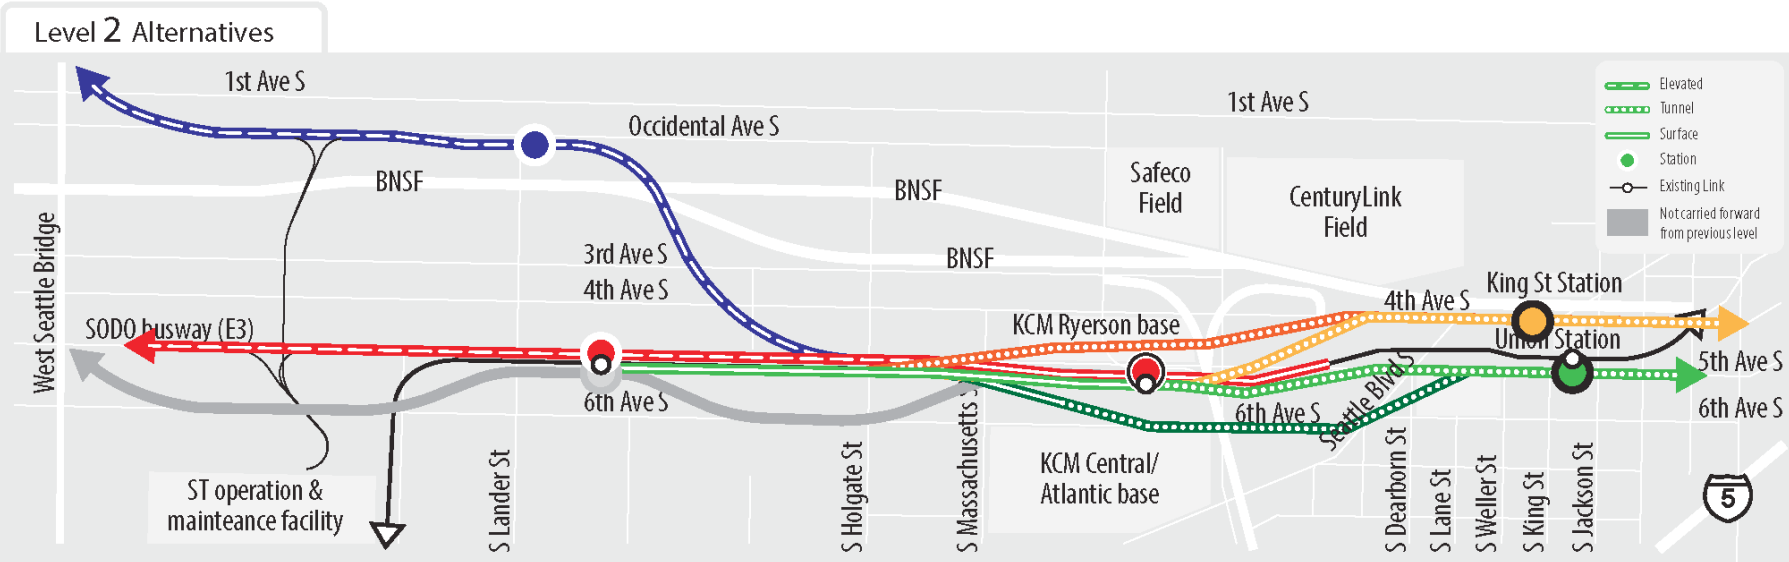 Level 2 Alternatives
1st Ave S
1st Ave S
Elevated
Tunnel
Surface
Station
Existing Link
Not carried forward
from previous level
Occidental Ave S
BNSF
BNSF
BNSF
Safeco
Field
CenturyLink
Field
West Seattle Bridge
3rd Ave S
4th Ave S
King St Station
4th Ave S
SODO busway (E3)
KCM Ryerson base
Union Station
5th Ave S
6th Ave S
6th Ave S
6th Ave S
Seattle Blvd S
ST operation &
mainteance facility
S Lander St
S Holgate St
S Massachusetts S
KCM Central/
Atlantic base
S Dearborn St
S Lane St
S Weller St
S King St
S Jackson St
5